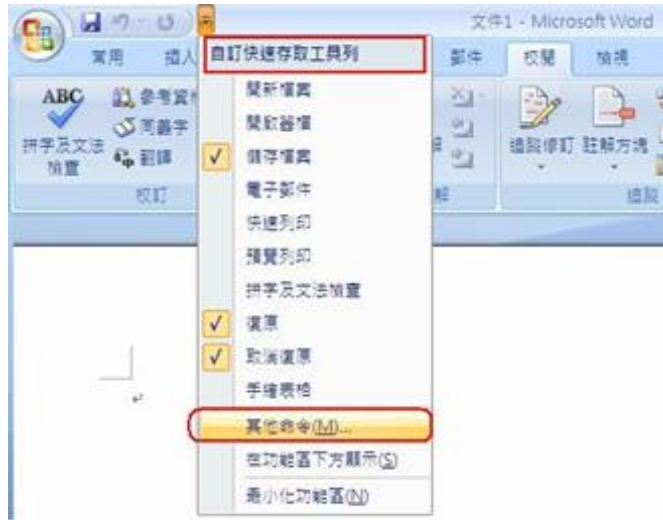 文件1 - Microsoft Word
常用 插入 郵件 校閱 檢視
自訂快速存取工具列
開新檔案
開啟舊檔
儲存檔案
電子郵件
快速列印
預覽列印
拼字及文法檢查
復原
取消復原
手繪表格
其他命令(M)...
在功能區下方顯示(S)
最小化功能區(N)
ABC
拼字及文法
檢查
參考資料
同義字
翻譯
校訂
追蹤修訂 註解方塊
追蹤